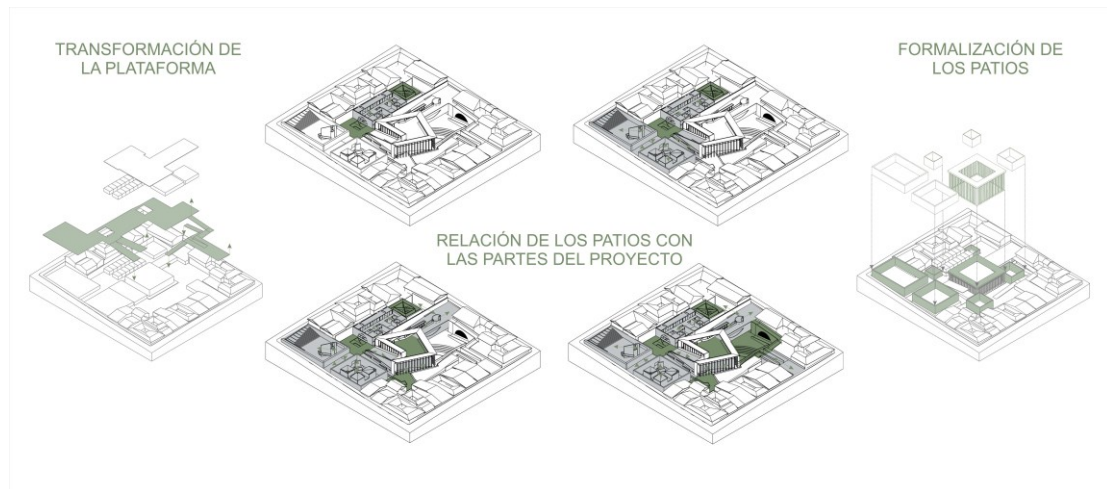 TRANSFORMACIÓN DE
LA PLATAFORMA
FORMALIZACIÓN DE
LOS PATIOS
RELACIÓN DE LOS PATIOS CON
LAS PARTES DEL PROYECTO